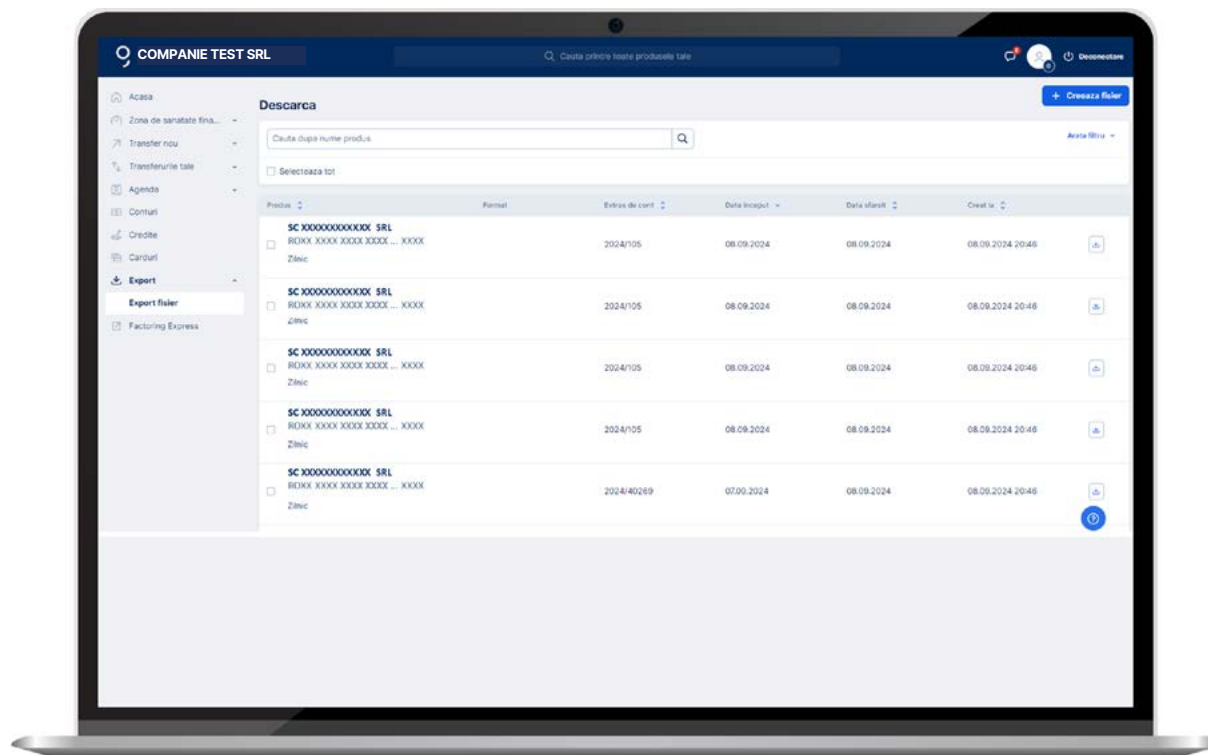 COMPANIE TEST SRL
Cauta printre toate produsele tale
Deconectare
Acasa
Zona de sanatate fina...
Transfer nou
Transferurile tale
Agenda
Conturi
Credite
Carduri
Export
Export fisier
Factoring Express
Descarca
+ Creeaza fisier
Cauta dupa nume produs
Arata filtru
Selecteaza tot
Produs Format Extras de cont Data inceput Data sfarsit Creat la
SC XXXXXXXXXXXX SRL
ROXX XXXX XXXX XXXX ... XXXX
Zilnic
2024/105 08.09.2024 08.09.2024 08.09.2024 20:46
SC XXXXXXXXXXXX SRL
ROXX XXXX XXXX XXXX ... XXXX
Zilnic
2024/105 08.09.2024 08.09.2024 08.09.2024 20:46
SC XXXXXXXXXXXX SRL
ROXX XXXX XXXX XXXX ... XXXX
Zilnic
2024/105 08.09.2024 08.09.2024 08.09.2024 20:46
SC XXXXXXXXXXXX SRL
ROXX XXXX XXXX XXXX ... XXXX
Zilnic
2024/105 08.09.2024 08.09.2024 08.09.2024 20:46
SC XXXXXXXXXXXX SRL
ROXX XXXX XXXX XXXX ... XXXX
Zilnic
2024/40269 07.09.2024 08.09.2024 08.09.2024 20:46